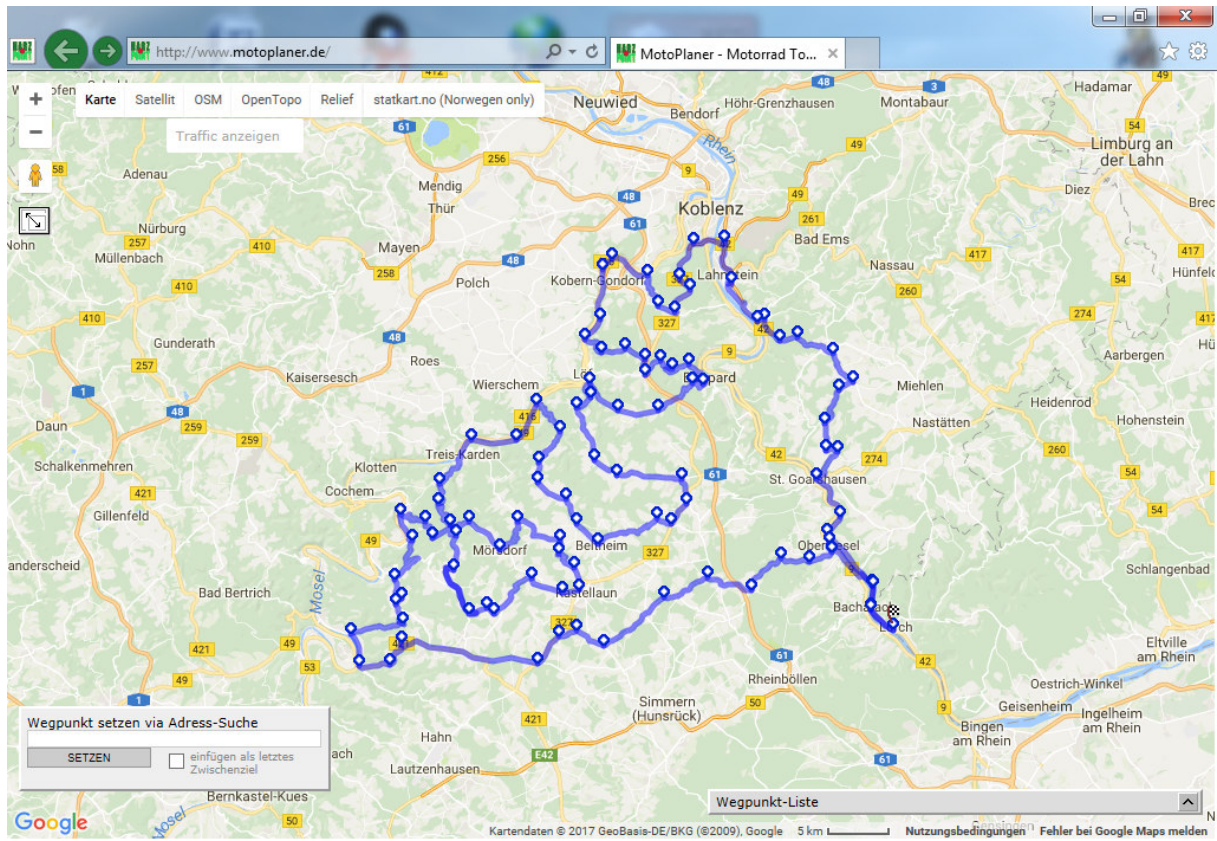 http://www.motoplaner.de/
MotoPlaner - Motorrad To...
Karte
Satellit
OSM
OpenTopo
Relief
statkart.no (Norwegen only)
Traffic anzeigen
Neuwied
Bendorf
Höhr-Grenzhausen
Montabaur
Hadamar
Limburg an
der Lahn
Diez
Rhein
Adenau
Mendig
Thür
Koblenz
Nürburg
Müllenbach
Mayen
Polch
Kobern-Gondorf
Lahnstein
Bad Ems
Nassau
Gunderath
Kaisersesch
Roes
Wierschem
Miehlen
Aarbergen
Heidenrod
Hohenstein
Nastätten
Daun
Schalkenmehren
Gillenfeld
Klotten
Treis-Karden
Cochem
St. Goarshausen
Mörsdorf
Beltheim
Oberwesel
Schlangenbad
Bad Bertrich
Mosel
Kastellaun
Bacharach
Lorch
Eltville
am Rhein
Oestrich-Winkel
Geisenheim
Ingelheim
am Rhein
Bingen
am Rhein
Rheinböllen
Simmern
(Hunsrück)
Hahn
Lautzenhausen
Bernkastel-Kues
Mosel
Wegpunkt setzen via Adress-Suche
SETZEN
einfügen als letztes
Zwischenziel
Wegpunkt-Liste
Google
Kartendaten © 2017 GeoBasis-DE/BKG (©2009), Google
5 km
Nutzungsbedingungen
Fehler bei Google Maps melden